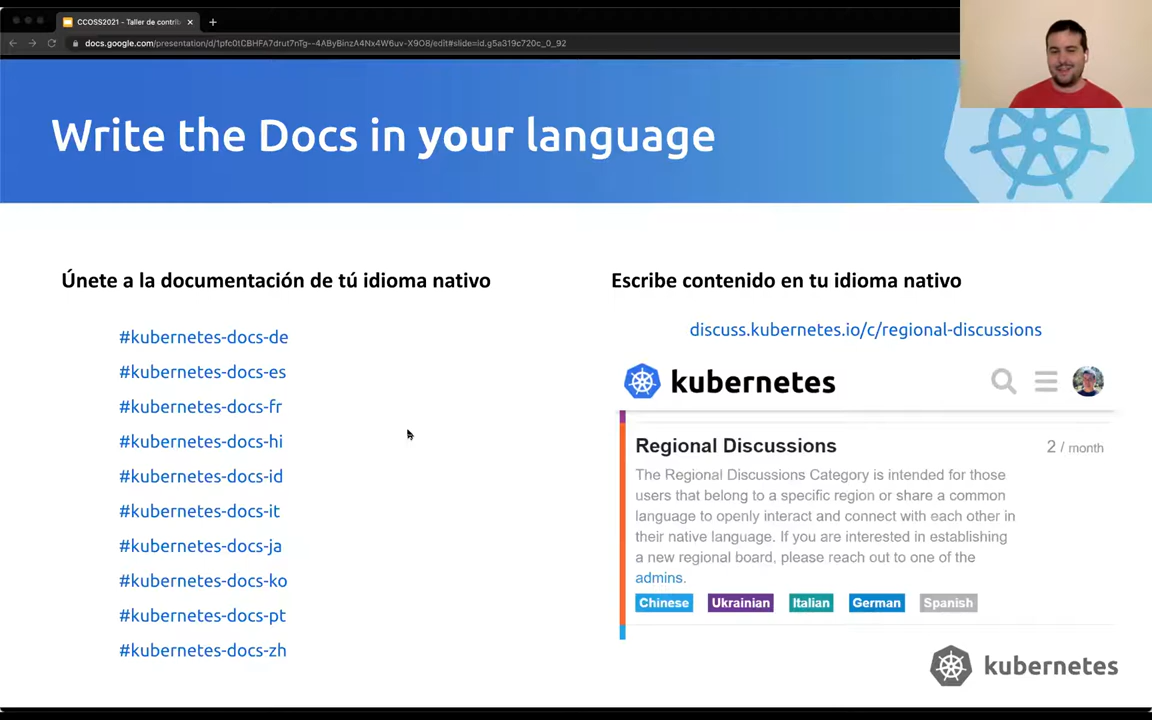 CCOSS2021 - Taller de contrib
docs.google.com/presentation/d/1pfc0tCBHFA7drut7nTg--4AByBinzA4Nx4W6uv-X9O8/edit#slide=id.g5a319c720c_0_92
Write the Docs in your language
Únete a la documentación de tú idioma nativo
#kubernetes-docs-de
#kubernetes-docs-es
#kubernetes-docs-fr
#kubernetes-docs-hi
#kubernetes-docs-id
#kubernetes-docs-it
#kubernetes-docs-ja
#kubernetes-docs-ko
#kubernetes-docs-pt
#kubernetes-docs-zh
Escribe contenido en tu idioma nativo
discuss.kubernetes.io/c/regional-discussions
kubernetes
Regional Discussions 2 / month
The Regional Discussions Category is intended for those
users that belong to a specific region or share a common
language to openly interact and connect with each other in
their native language. If you are interested in establishing
a new regional board, please reach out to one of the
admins.
Chinese Ukrainian Italian German Spanish
kubernetes